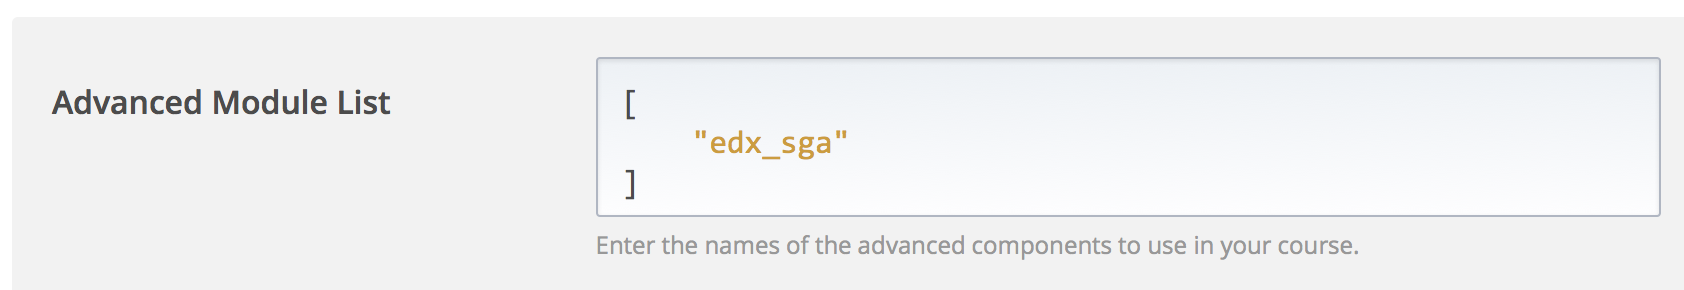 Advanced Module List
[
"edx_sga"
]
Enter the names of the advanced components to use in your course.